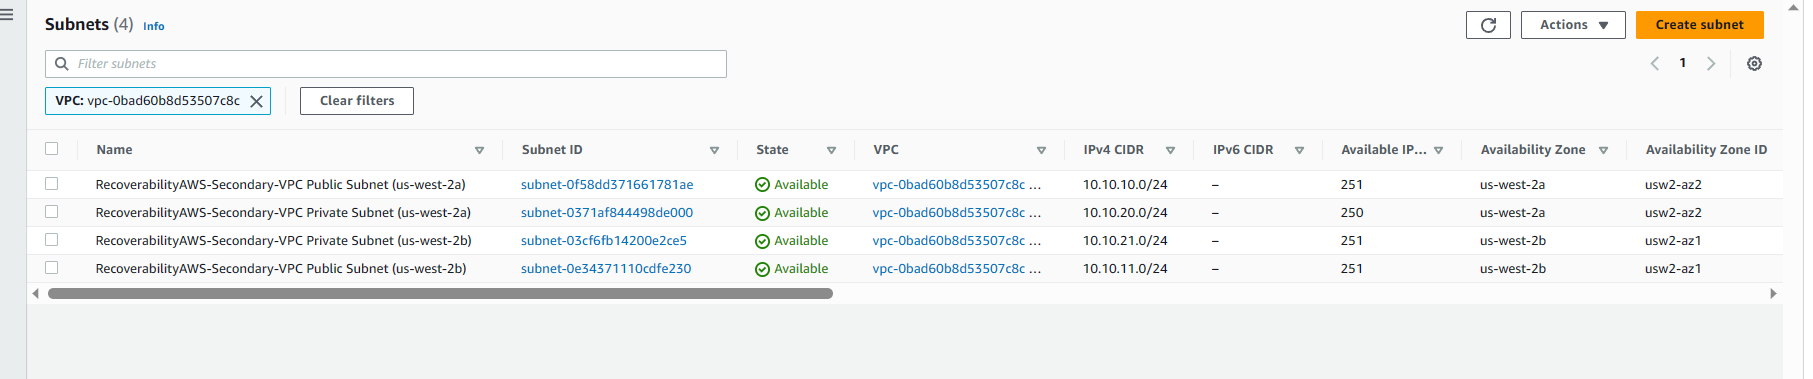 Subnets (4) Info
Actions
Create subnet
Filter subnets
1
VPC: vpc-0bad60b8d53507c8c
Clear filters
Name Subnet ID State VPC IPv4 CIDR IPv6 CIDR Available IP... Availability Zone Availability Zone ID
RecoverabilityAWS-Secondary-VPC Public Subnet (us-west-2a) subnet-0f58dd371661781ae Available vpc-0bad60b8d53507c8c ... 10.10.10.0/24 – 251 us-west-2a usw2-az2
RecoverabilityAWS-Secondary-VPC Private Subnet (us-west-2a) subnet-0371af844498de000 Available vpc-0bad60b8d53507c8c ... 10.10.20.0/24 – 250 us-west-2a usw2-az2
RecoverabilityAWS-Secondary-VPC Private Subnet (us-west-2b) subnet-03cf6fb14200e2ce5 Available vpc-0bad60b8d53507c8c ... 10.10.21.0/24 – 251 us-west-2b usw2-az1
RecoverabilityAWS-Secondary-VPC Public Subnet (us-west-2b) subnet-0e34371110cdfe230 Available vpc-0bad60b8d53507c8c ... 10.10.11.0/24 – 251 us-west-2b usw2-az1